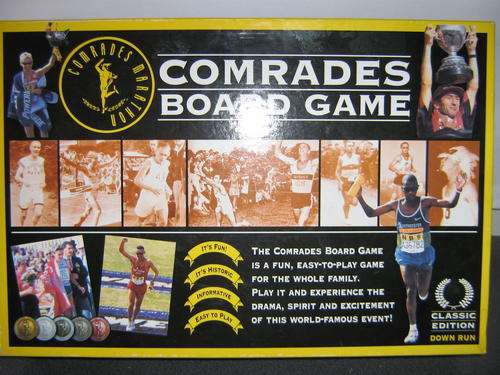 COMRADES MARATHON
COMRADES
BOARD GAME
IT'S FUN!
IT'S HISTORIC
INFORMATIVE
EASY TO PLAY
THE COMRADES BOARD GAME
IS A FUN, EASY-TO-PLAY GAME
FOR THE WHOLE FAMILY.
PLAY IT AND EXPERIENCE THE
DRAMA, SPIRIT AND EXCITEMENT
OF THIS WORLD-FAMOUS EVENT!
CLASSIC
EDITION
DOWN RUN